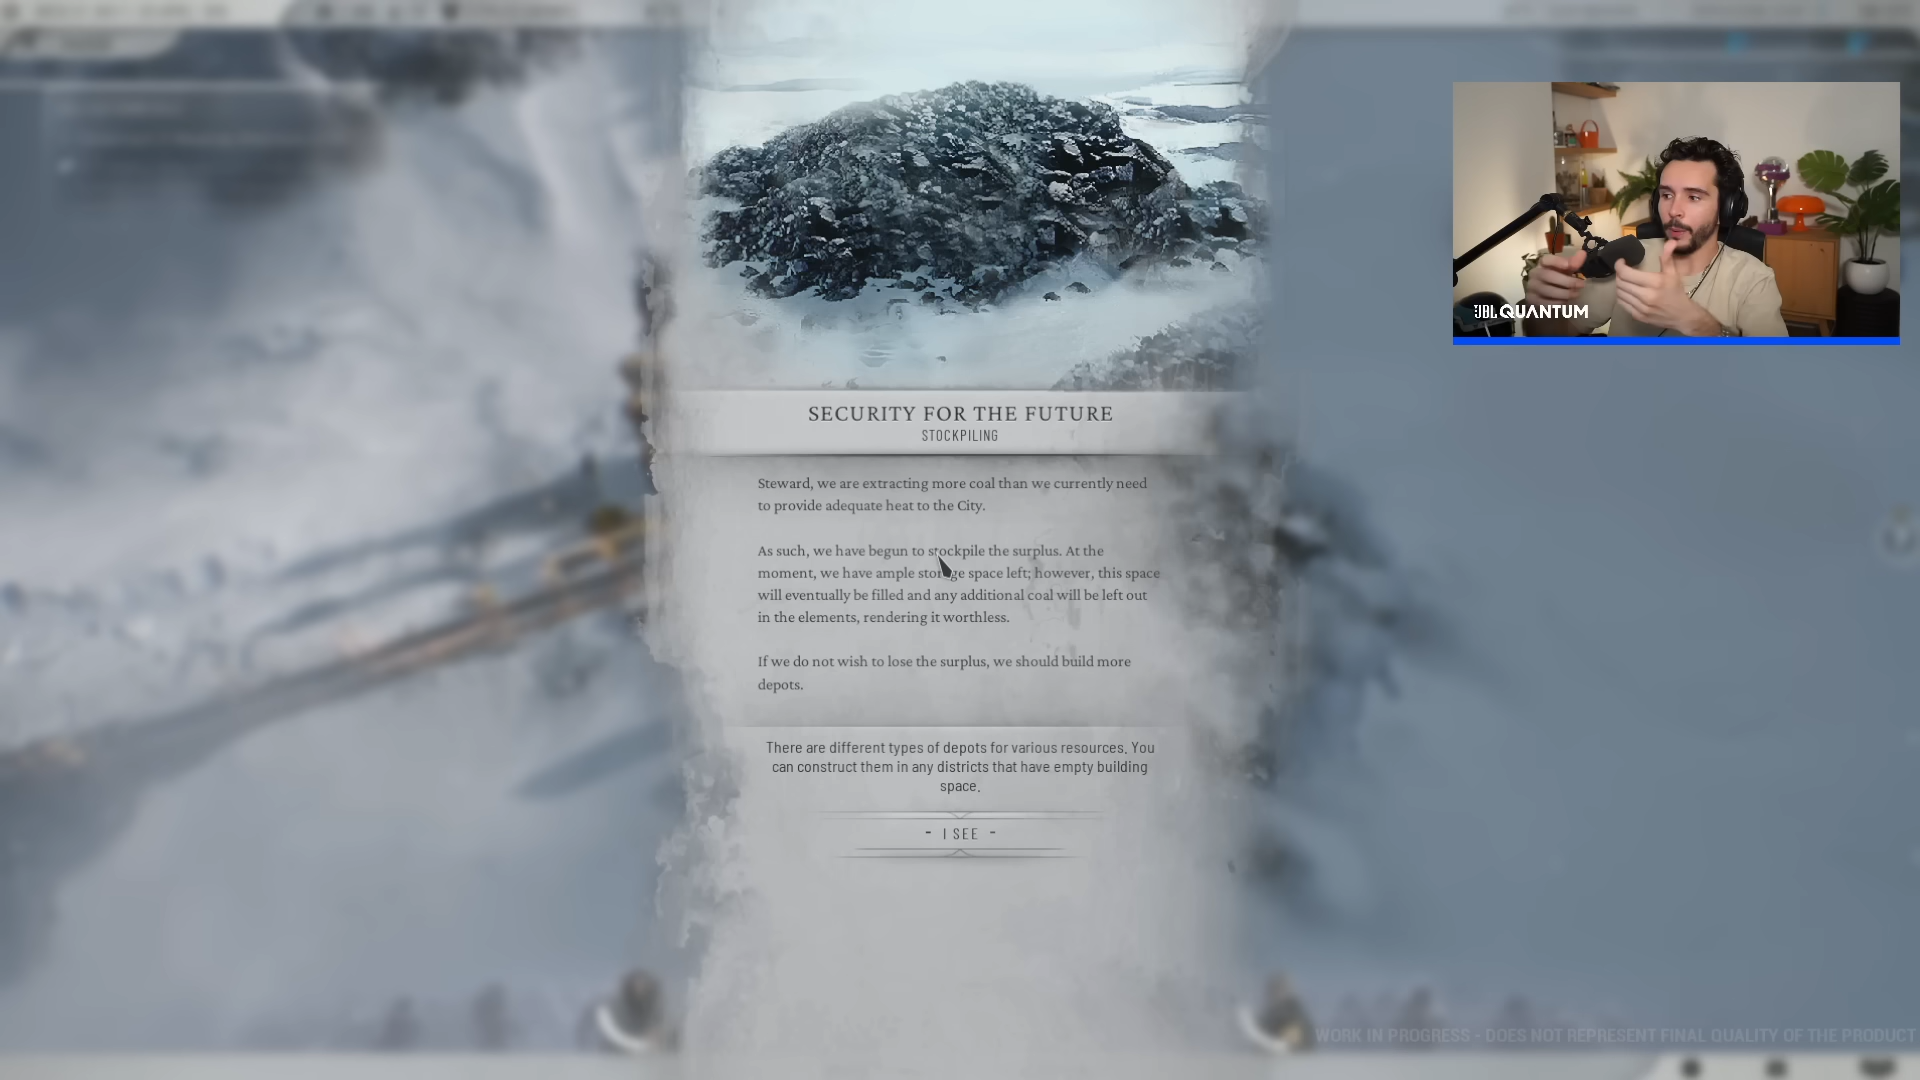 SECURITY FOR THE FUTURE
STOCKPILING
Steward, we are extracting more coal than we currently need
to provide adequate heat to the City.
As such, we have begun to stockpile the surplus. At the
moment, we have ample storage space left; however, this space
will eventually be filled and any additional coal will be left out
in the elements, rendering it worthless.
If we do not wish to lose the surplus, we should build more
depots.
There are different types of depots for various resources. You
can construct them in any districts that have empty building
space.
- I SEE -
JBL QUANTUM
WORK IN PROGRESS - DOES NOT REPRESENT FINAL QUALITY OF THE PRODUCT